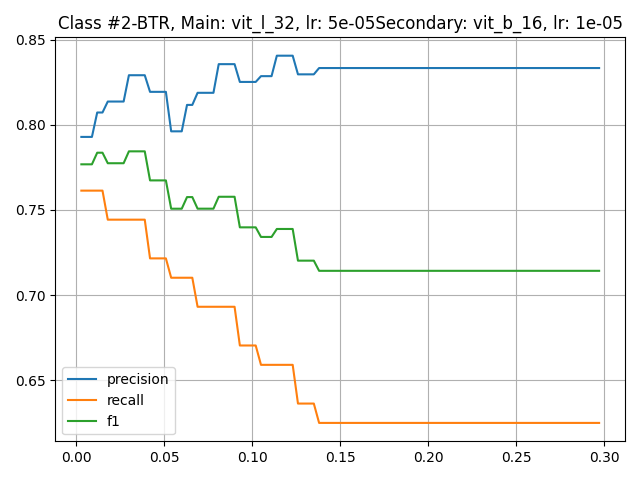 Class #2-BTR, Main: vit_l_32, lr: 5e-05Secondary: vit_b_16, lr: 1e-05
0.85
0.80
0.75
0.70
0.65
precision
recall
f1
0.00 0.05 0.10 0.15 0.20 0.25 0.30